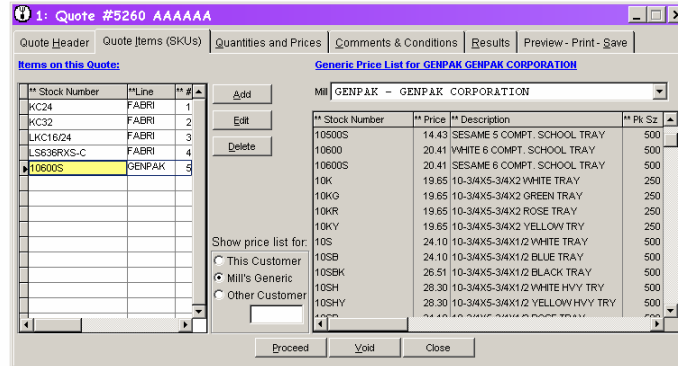 1: Quote #5260 AAAAAA
Quote Header Quote Items (SKUs) Quantities and Prices Comments & Conditions Results Preview - Print - Save
Items on this Quote:
Generic Price List for GENPAK GENPAK CORPORATION
Mill GENPAK - GENPAK CORPORATION
** Stock Number **Line ** #
KC24 FABRI 1
KC32 FABRI 2
LKC16/24 FABRI 3
LS636RXS-C FABRI 4
10600S GENPAK 5
Add
Edit
Delete
Show price list for:
This Customer
Mill's Generic
Other Customer
** Stock Number ** Price ** Description ** Pk Sz
10500S 14.43 SESAME 5 COMPT. SCHOOL TRAY 500
10600 20.41 WHITE 6 COMPT. SCHOOL TRAY 500
10600S 20.41 SESAME 6 COMPT. SCHOOL TRAY 500
10K 19.65 10-3/4X5-3/4X2 WHITE TRAY 250
10KG 19.65 10-3/4X5-3/4X2 GREEN TRAY 250
10KR 19.65 10-3/4X5-3/4X2 ROSE TRAY 250
10KY 19.65 10-3/4X5-3/4X2 YELLOW TRY 250
10S 24.10 10-3/4X5-3/4X1/2 WHITE TRAY 500
10SB 24.10 10-3/4X5-3/4X1/2 BLUE TRAY 500
10SBK 26.51 10-3/4X5-3/4X1/2 BLACK TRAY 500
10SH 28.30 10-3/4X5-3/4X1/2 WHITE HVY TRY 500
10SHY 28.30 10-3/4X5-3/4X1/2 YELLOW HVY TRY 500
Proceed Void Close